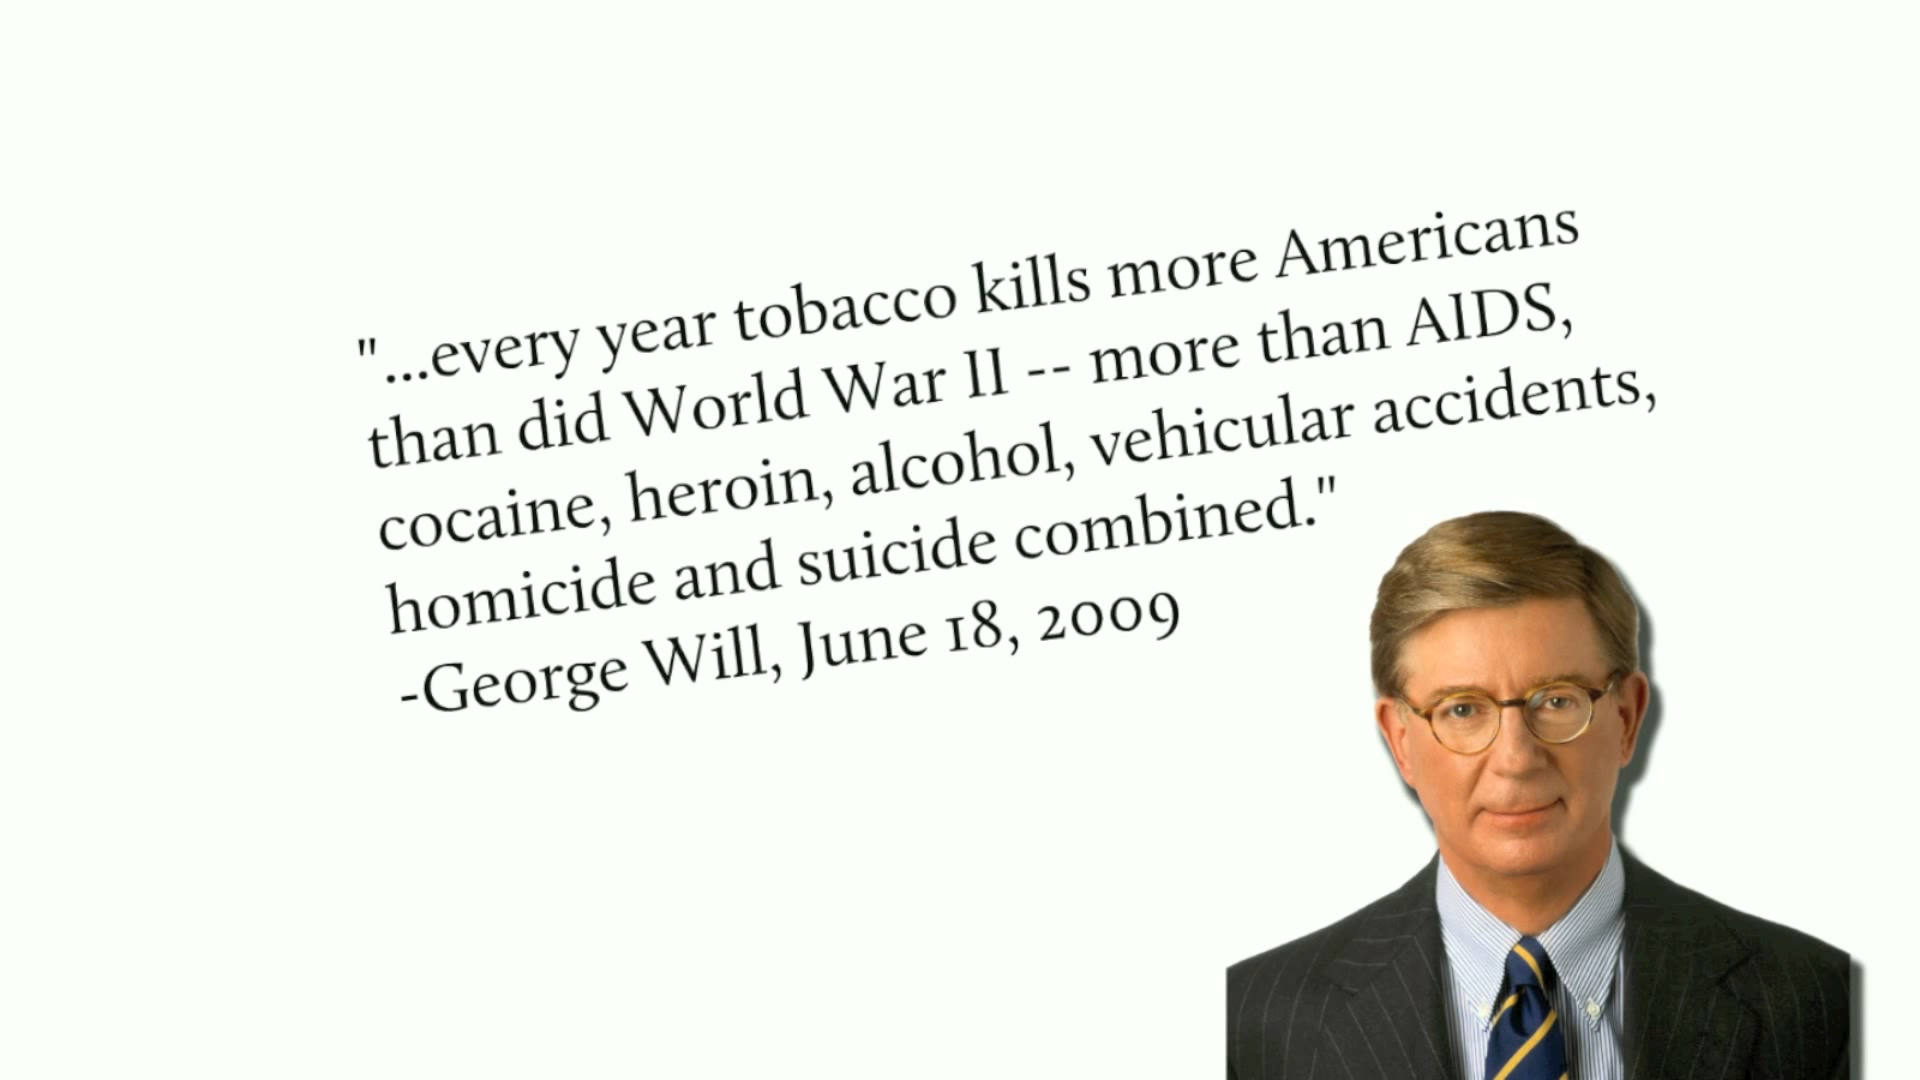 "...every year tobacco kills more Americans
than did World War II -- more than AIDS,
cocaine, heroin, alcohol, vehicular accidents,
homicide and suicide combined."
-George Will, June 18, 2009